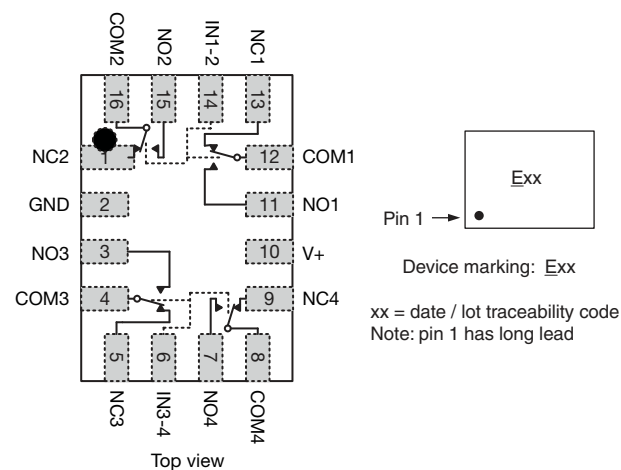 COM2
NO2
IN1-2
NC1
16
15
14
13
NC2
1
12
COM1
GND
2
11
NO1
NO3
3
10
V+
COM3
4
9
NC4
5
6
7
8
NC3
IN3-4
NO4
COM4
Top view
Exx
Pin 1
Device marking: Exx
xx = date / lot traceability code
Note: pin 1 has long lead